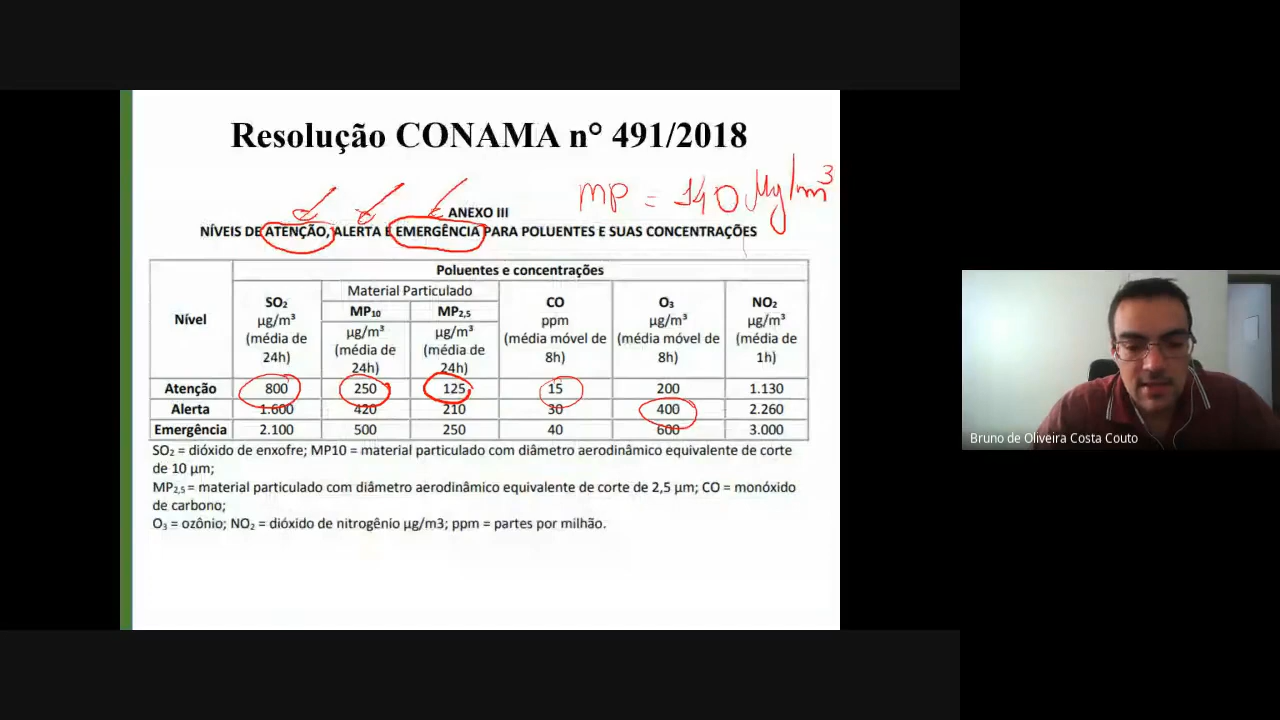 Resolução CONAMA n° 491/2018
MP = 140 µg/m³
ANEXO III
NÍVEIS DE ATENÇÃO, ALERTA E EMERGÊNCIA PARA POLUENTES E SUAS CONCENTRAÇÕES
Nível
Poluentes e concentrações
SO₂
µg/m³
(média de
24h)
Material Particulado
MP₁₀
µg/m³
(média de
24h)
MP₂,₅
µg/m³
(média de
24h)
CO
ppm
(média móvel de
8h)
O₃
µg/m³
(média móvel de
8h)
NO₂
µg/m³
(média de
1h)
Atenção 800 250 125 15 200 1.130
Alerta 1.600 420 210 30 400 2.260
Emergência 2.100 500 250 40 600 3.000
SO₂ = dióxido de enxofre; MP10 = material particulado com diâmetro aerodinâmico equivalente de corte
de 10 µm;
MP₂,₅ = material particulado com diâmetro aerodinâmico equivalente de corte de 2,5 µm; CO = monóxido
de carbono;
O₃ = ozônio; NO₂ = dióxido de nitrogênio µg/m3; ppm = partes por milhão.
Bruno de Oliveira Costa Couto